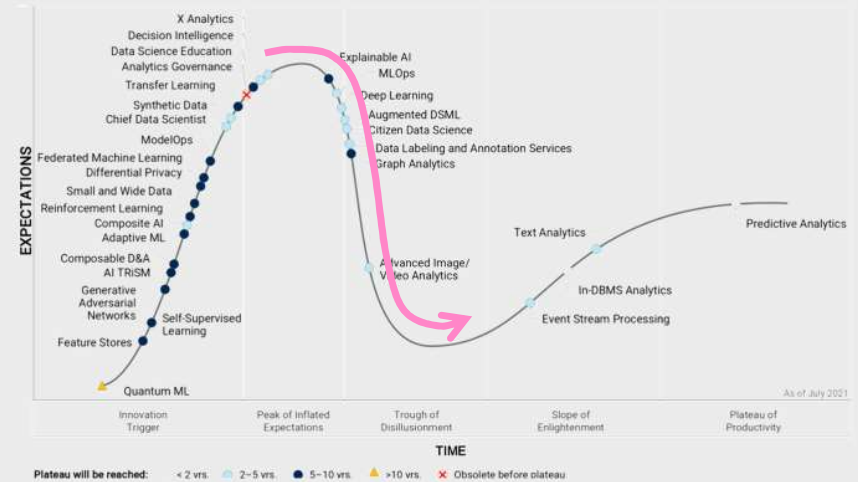 X Analytics
Decision Intelligence
Data Science Education
Analytics Governance
Transfer Learning
Synthetic Data
Chief Data Scientist
ModelOps
Federated Machine Learning
Differential Privacy
Small and Wide Data
Reinforcement Learning
Composite AI
Adaptive ML
Composable D&A
AI TRiSM
Generative
Adversarial
Networks
Self-Supervised
Learning
Feature Stores
Quantum ML
Explainable AI
MLOps
Deep Learning
Augmented DSML
Citizen Data Science
Data Labeling and Annotation Services
Graph Analytics
Advanced Image/
Video Analytics
Text Analytics
In-DBMS Analytics
Event Stream Processing
Predictive Analytics
EXPECTATIONS
As of July 2021
Innovation
Trigger
Peak of Inflated
Expectations
Trough of
Disillusionment
Slope of
Enlightenment
Plateau of
Productivity
TIME
Plateau will be reached: < 2 yrs. 2–5 yrs. 5–10 yrs. >10 yrs. Obsolete before plateau